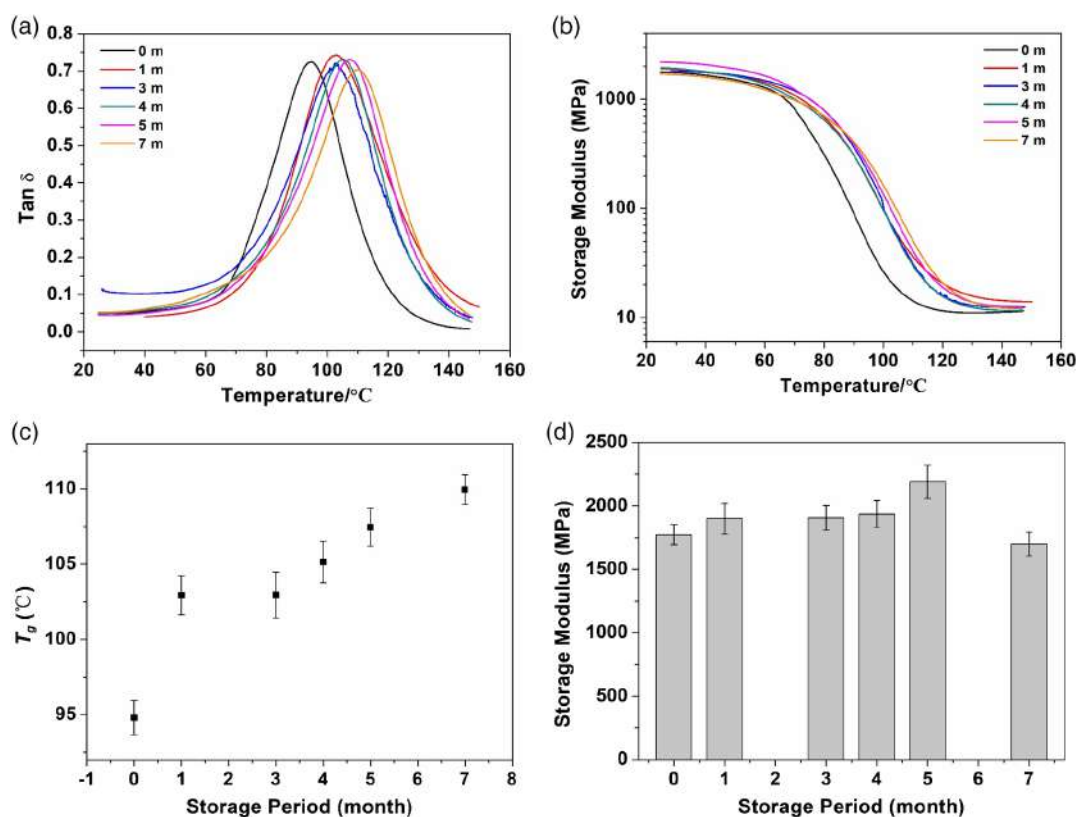 (a)
0.8
0.7
0.6
0.5
0.4
0.3
0.2
0.1
0.0
Tan δ
0 m
1 m
3 m
4 m
5 m
7 m
20 40 60 80 100 120 140 160
Temperature/°C
(b)
1000
100
10
Storage Modulus (MPa)
0 m
1 m
3 m
4 m
5 m
7 m
20 40 60 80 100 120 140 160
Temperature/°C
(c)
110
105
100
95
Tg (℃)
-1 0 1 2 3 4 5 6 7 8
Storage Period (month)
(d)
2500
2000
1500
1000
500
0
Storage Modulus (MPa)
0 1 2 3 4 5 6 7
Storage Period (month)